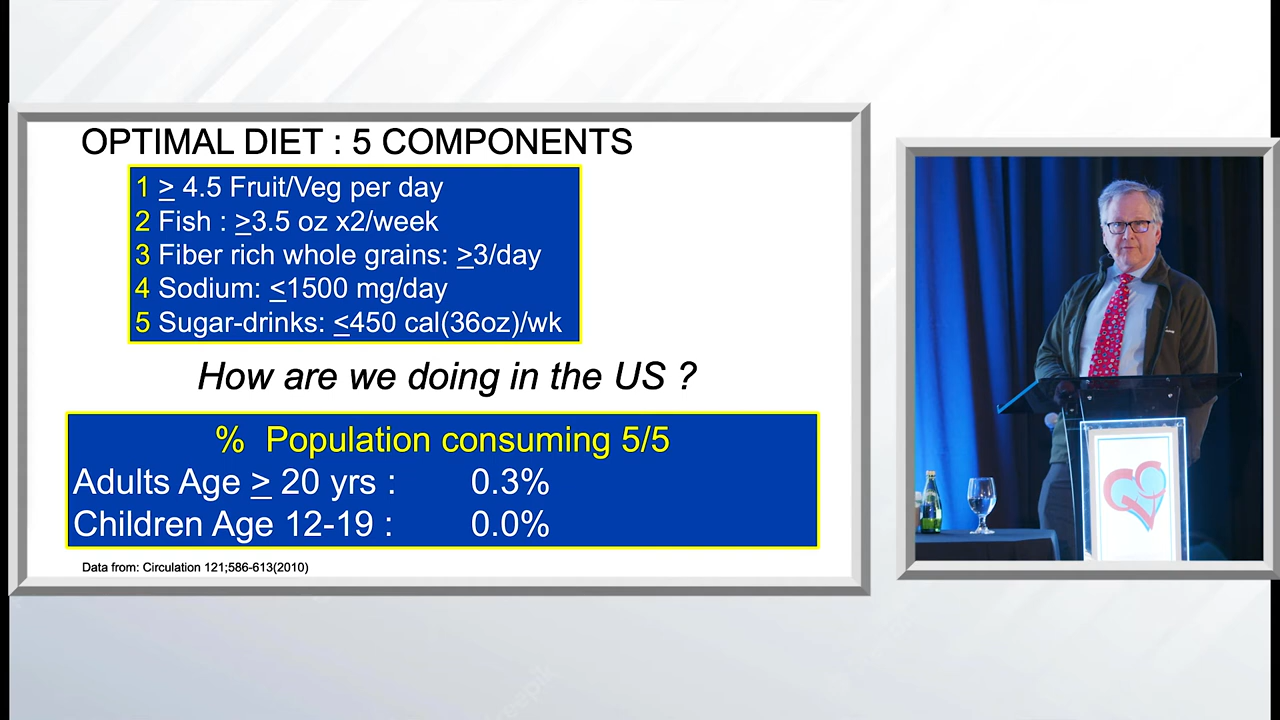 OPTIMAL DIET : 5 COMPONENTS
1 ≥ 4.5 Fruit/Veg per day
2 Fish : ≥3.5 oz x2/week
3 Fiber rich whole grains: ≥3/day
4 Sodium: ≤1500 mg/day
5 Sugar-drinks: ≤450 cal(36oz)/wk
How are we doing in the US ?
% Population consuming 5/5
Adults Age ≥ 20 yrs : 0.3%
Children Age 12-19 : 0.0%
Data from: Circulation 121;586-613(2010)